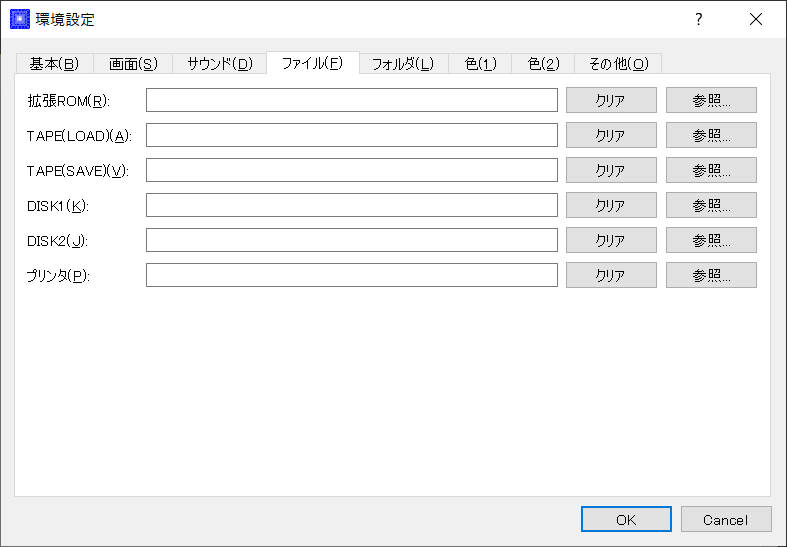 環境設定 ?
基本(B) 画面(S) サウンド(D) ファイル(F) フォルダ(L) 色(1) 色(2) その他(O)
拡張ROM(R): クリア 参照...
TAPE(LOAD)(A): クリア 参照...
TAPE(SAVE)(V): クリア 参照...
DISK1(K): クリア 参照...
DISK2(J): クリア 参照...
プリンタ(P): クリア 参照...
OK Cancel